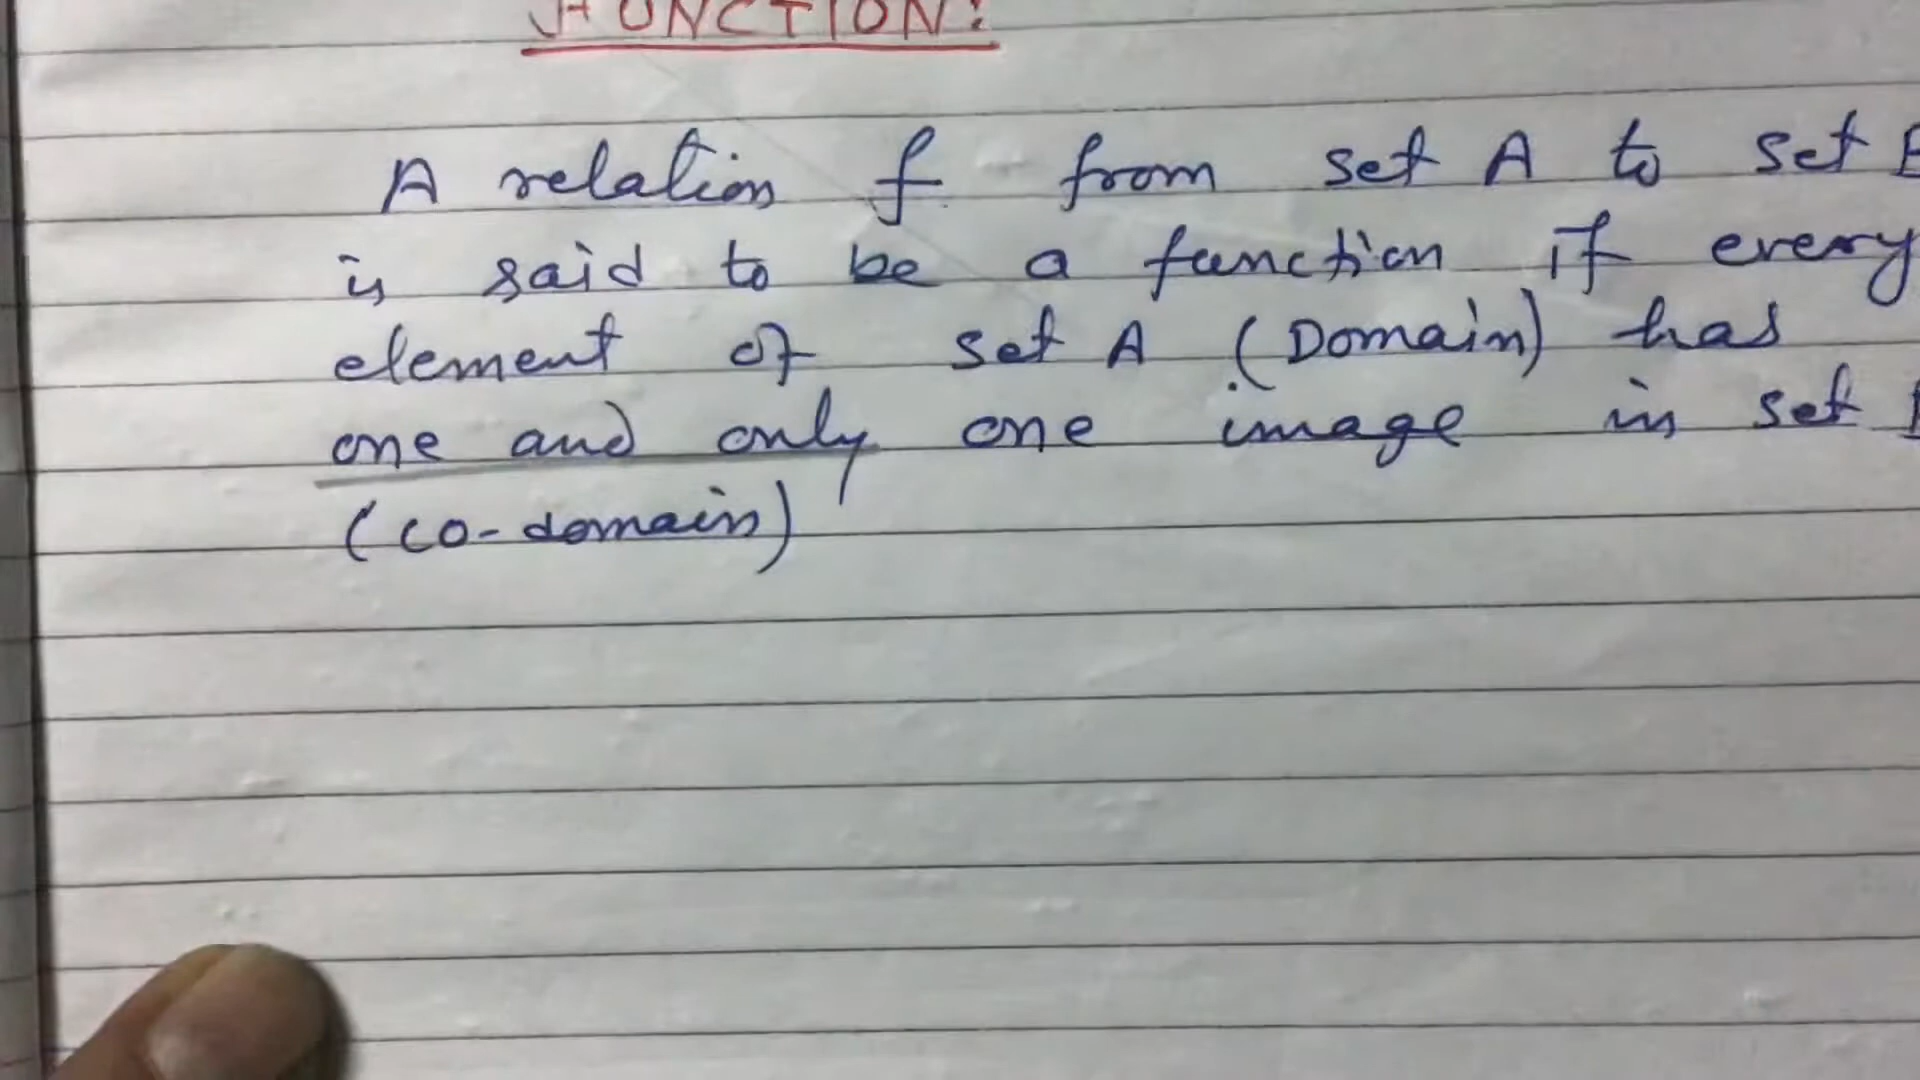 FUNCTION:
A relation f from set A to set B
is said to be a function if every
element of set A (Domain) has
one and only one image in set B
(co-domain)